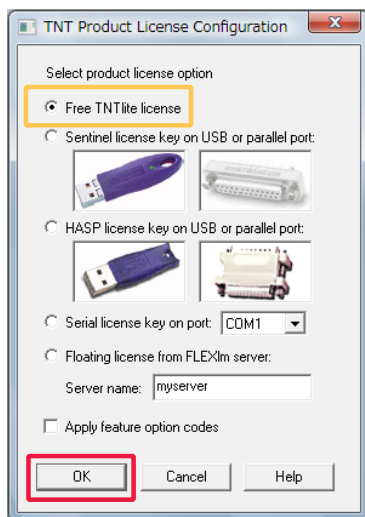 TNT Product License Configuration
Select product license option
Free TNTlite license
Sentinel license key on USB or parallel port:
HASP license key on USB or parallel port:
Serial license key on port: COM1
Floating license from FLEXlm server:
Server name: myserver
Apply feature option codes
OK Cancel Help